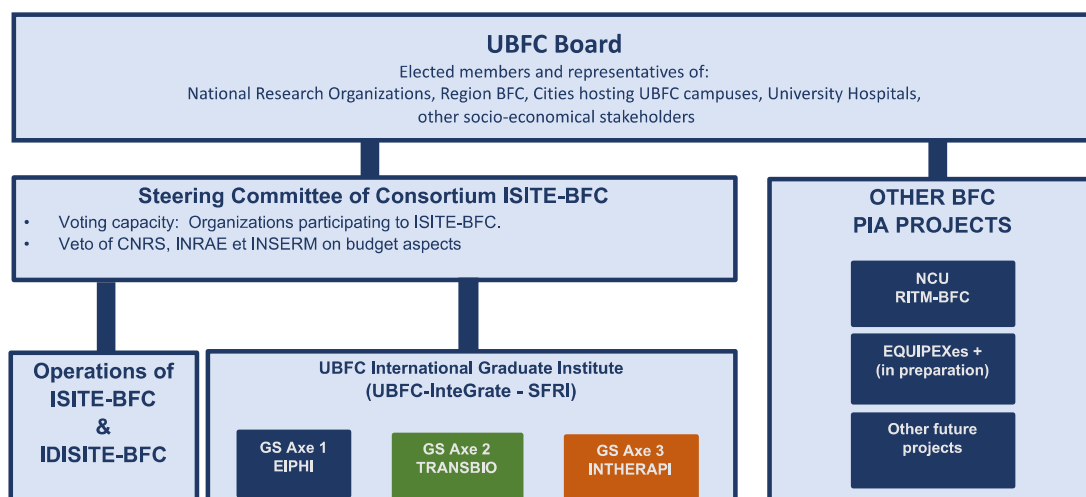 UBFC Board
Elected members and representatives of:
National Research Organizations, Region BFC, Cities hosting UBFC campuses, University Hospitals,
other socio-economical stakeholders
Steering Committee of Consortium ISITE-BFC
• Voting capacity: Organizations participating to ISITE-BFC.
• Veto of CNRS, INRAE et INSERM on budget aspects
OTHER BFC
PIA PROJECTS
NCU
RITM-BFC
EQUIPEXes +
(in preparation)
Other future
projects
Operations of
ISITE-BFC
&
IDISITE-BFC
UBFC International Graduate Institute
(UBFC-InteGrate - SFRI)
GS Axe 1
EIPHI
GS Axe 2
TRANSBIO
GS Axe 3
INTHERAPI